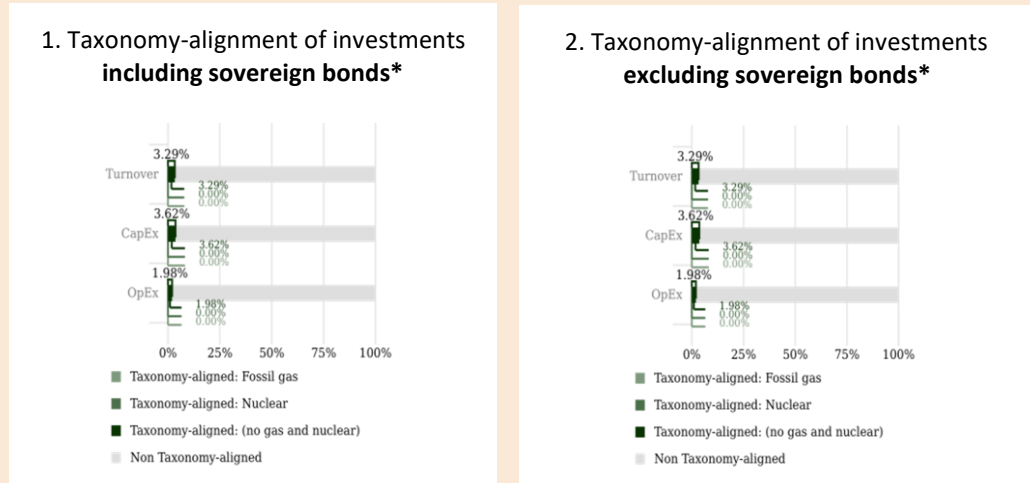 1. Taxonomy-alignment of investments
including sovereign bonds*
3.29%
Turnover
3.29%
0.00%
0.00%
3.62%
CapEx
3.62%
0.00%
0.00%
1.98%
OpEx
1.98%
0.00%
0.00%
0% 25% 50% 75% 100%
Taxonomy-aligned: Fossil gas
Taxonomy-aligned: Nuclear
Taxonomy-aligned: (no gas and nuclear)
Non Taxonomy-aligned
2. Taxonomy-alignment of investments
excluding sovereign bonds*
3.29%
Turnover
3.29%
0.00%
0.00%
3.62%
CapEx
3.62%
0.00%
0.00%
1.98%
OpEx
1.98%
0.00%
0.00%
0% 25% 50% 75% 100%
Taxonomy-aligned: Fossil gas
Taxonomy-aligned: Nuclear
Taxonomy-aligned: (no gas and nuclear)
Non Taxonomy-aligned